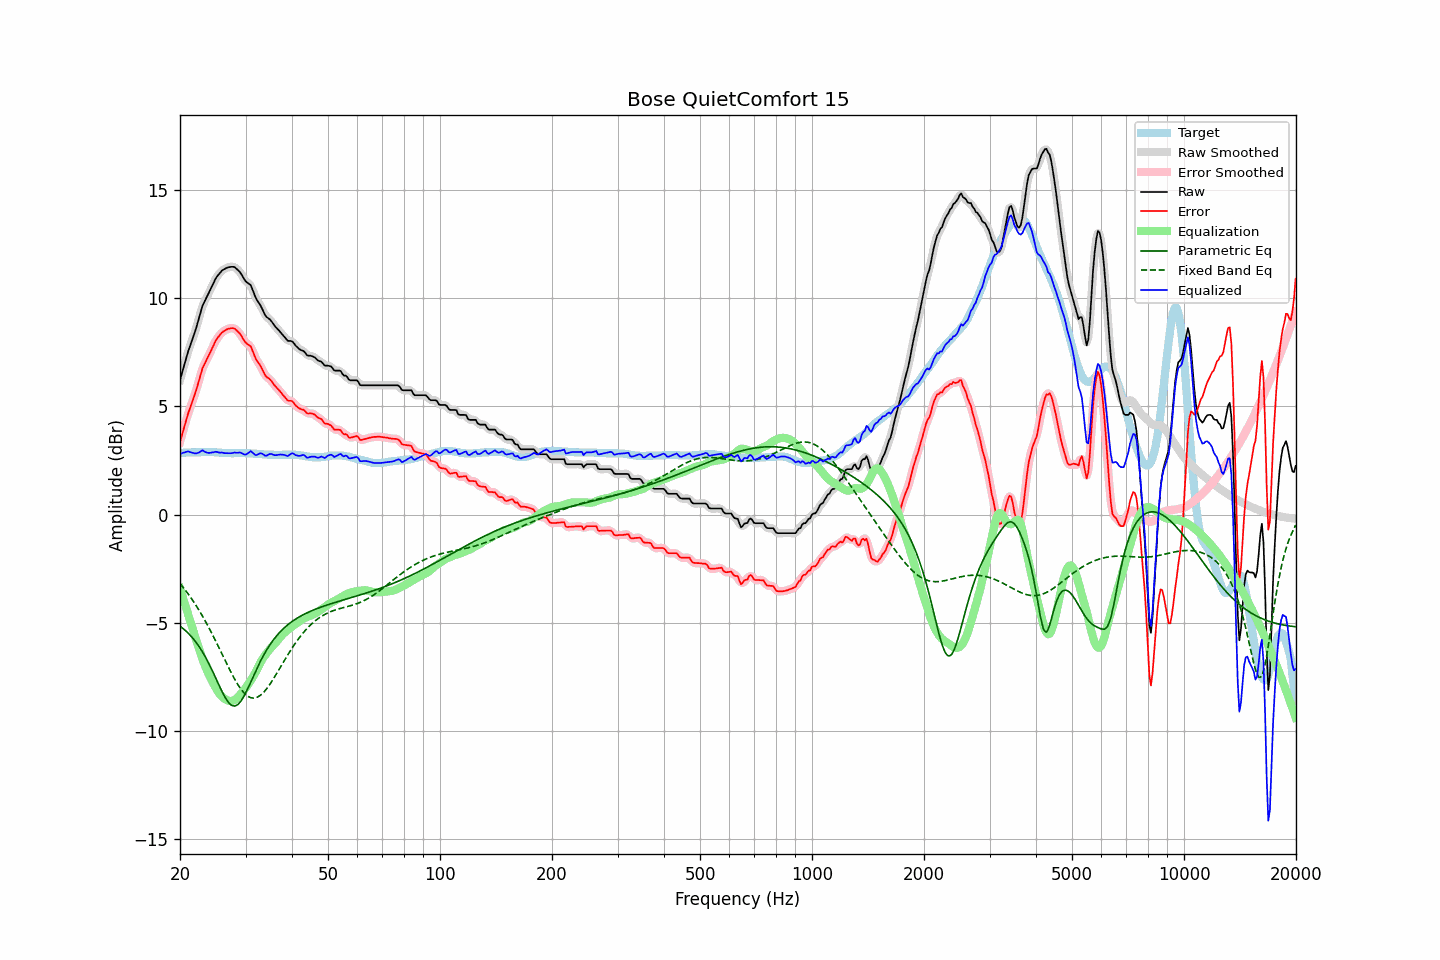 Bose QuietComfort 15
Target
Raw Smoothed
Error Smoothed
Raw
Error
Equalization
Parametric Eq
Fixed Band Eq
Equalized
Amplitude (dBr)
15
10
5
0
−5
−10
−15
20
50
100
200
500
1000
2000
5000
10000
20000
Frequency (Hz)